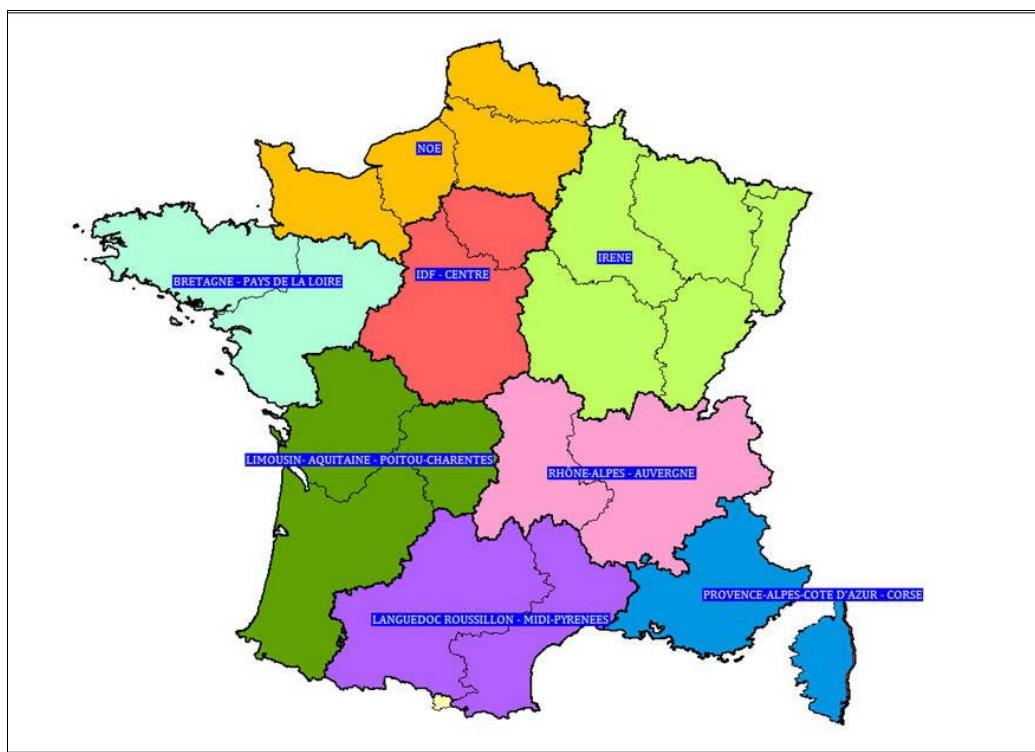 NOE
IRENE
IDF - CENTRE
BRETAGNE - PAYS DE LA LOIRE
LIMOUSIN- AQUITAINE - POITOU-CHARENTES
RHÔNE-ALPES - AUVERGNE
PROVENCE-ALPES-COTE D'AZUR - CORSE
LANGUEDOC ROUSSILLON - MIDI-PYRENEES